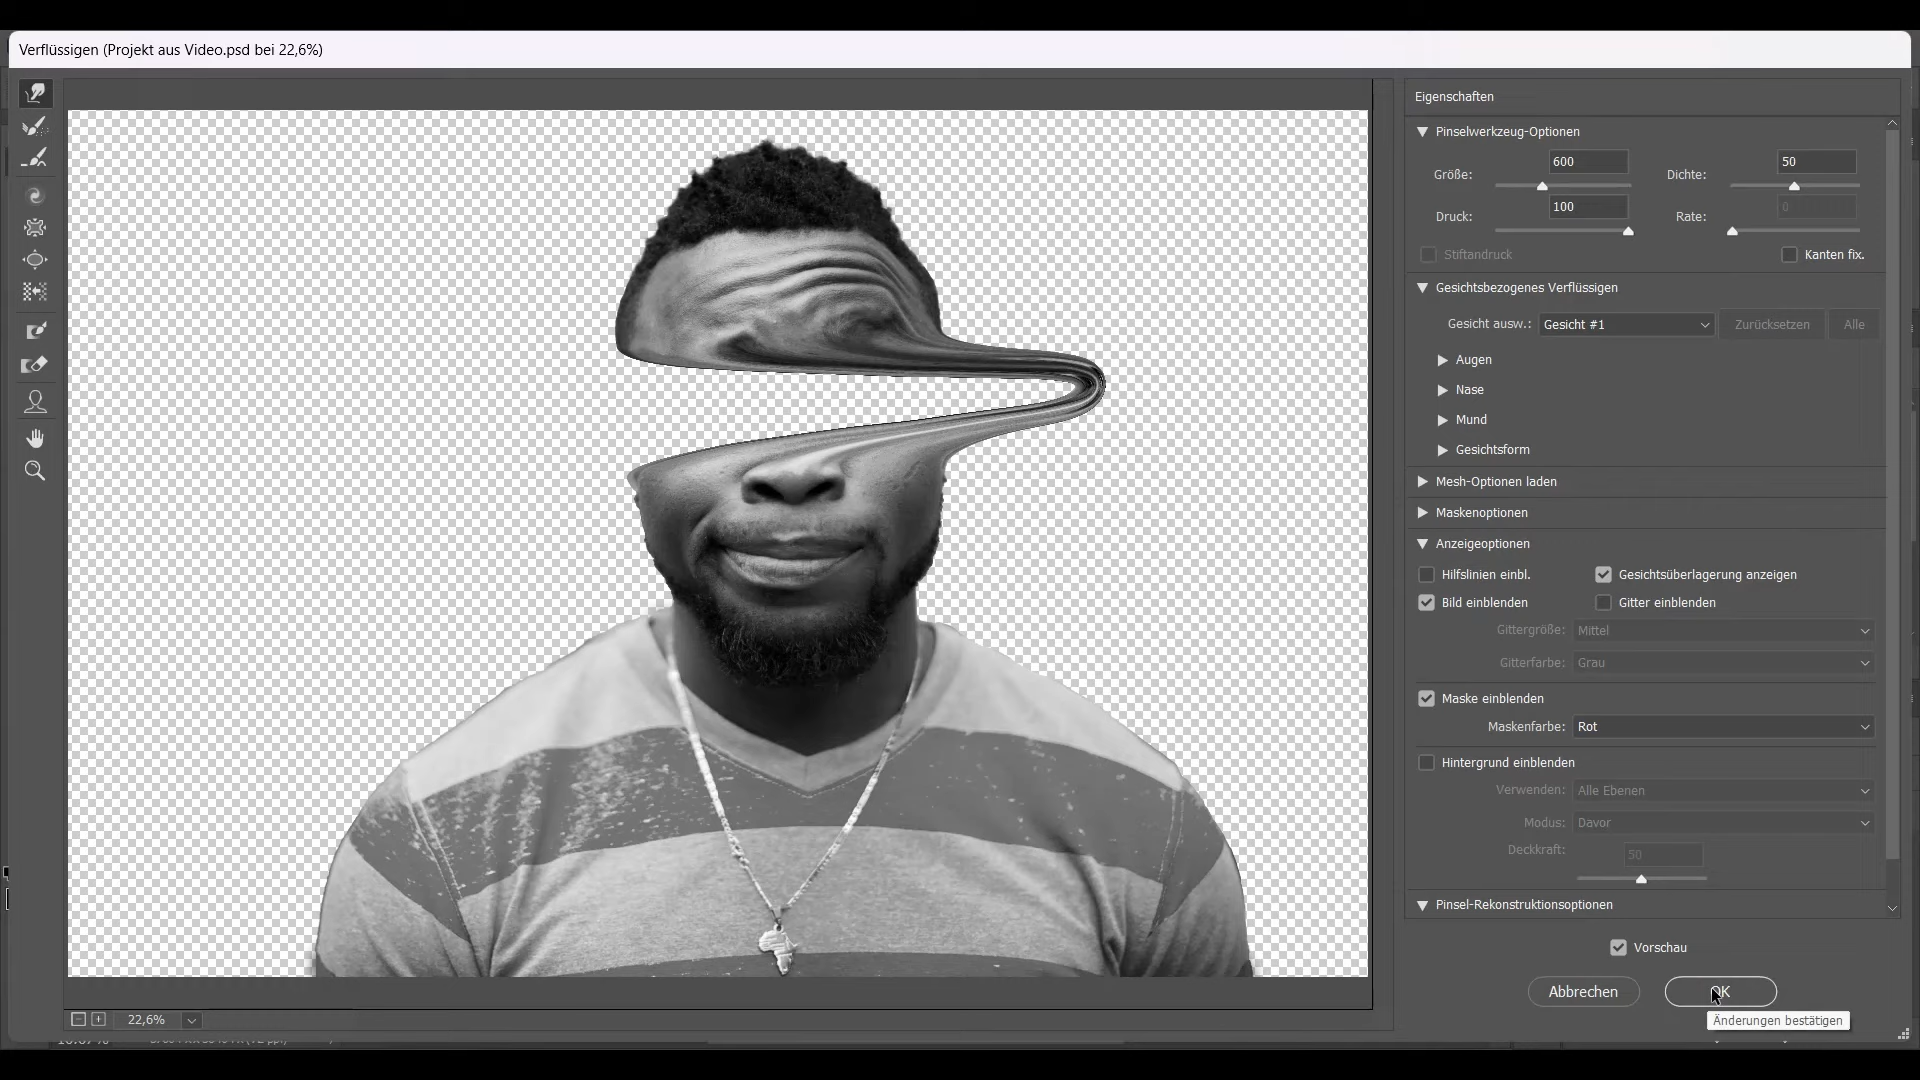 Verflüssigen (Projekt aus Video.psd bei 22,6%)
Eigenschaften
Pinselwerkzeug-Optionen
Größe: 600 Dichte: 50
Druck: 100 Rate: 0
Stiftandruck Kanten fix.
Gesichtsbezogenes Verflüssigen
Gesicht ausw.: Gesicht #1 Zurücksetzen Alle
Augen
Nase
Mund
Gesichtsform
Mesh-Optionen laden
Maskenoptionen
Anzeigeoptionen
Hilfslinien einbl. Gesichtsüberlagerung anzeigen
Bild einblenden Gitter einblenden
Gittergröße: Mittel
Gitterfarbe: Grau
Maske einblenden
Maskenfarbe: Rot
Hintergrund einblenden
Verwenden: Alle Ebenen
Modus: Davor
Deckkraft: 50
Pinsel-Rekonstruktionsoptionen
Vorschau
Abbrechen OK
Änderungen bestätigen
22,6%